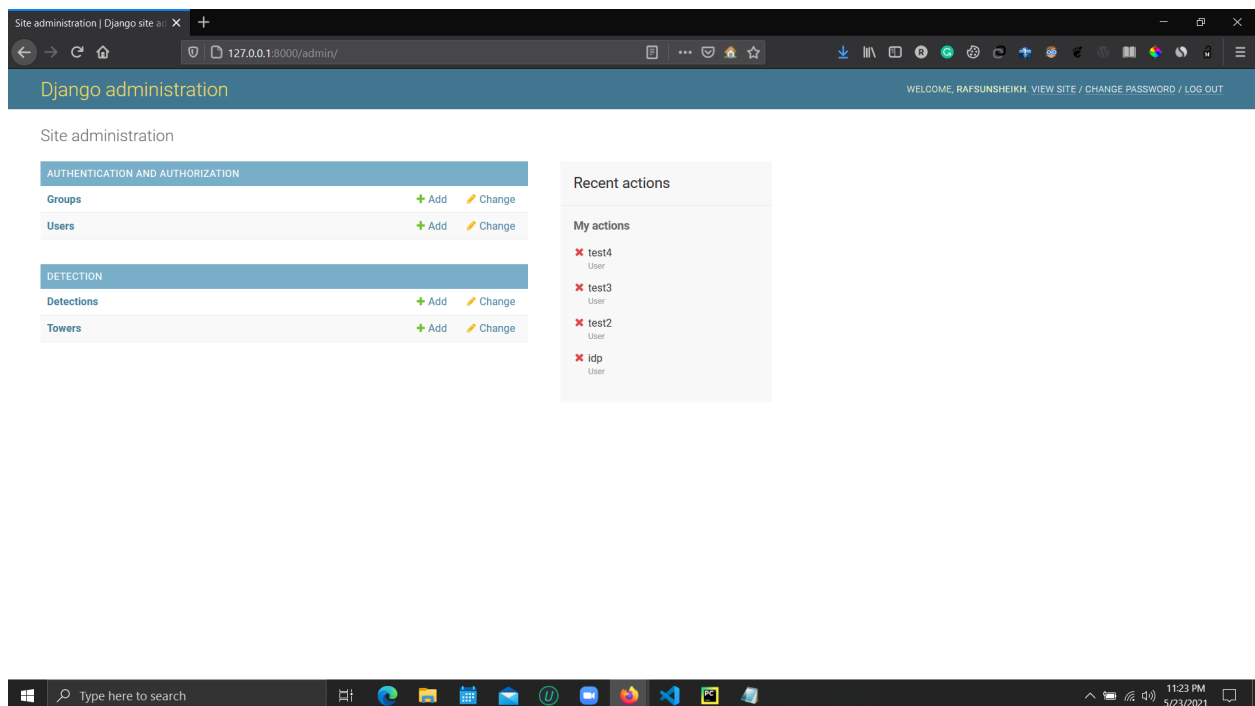 Site administration | Django site ad
127.0.0.1:8000/admin/
Django administration
WELCOME, RAFSUNSHEIKH. VIEW SITE / CHANGE PASSWORD / LOG OUT
Site administration
AUTHENTICATION AND AUTHORIZATION
Groups Add Change
Users Add Change
DETECTION
Detections Add Change
Towers Add Change
Recent actions
My actions
test4
User
test3
User
test2
User
idp
User
Type here to search
11:23 PM
5/23/2021